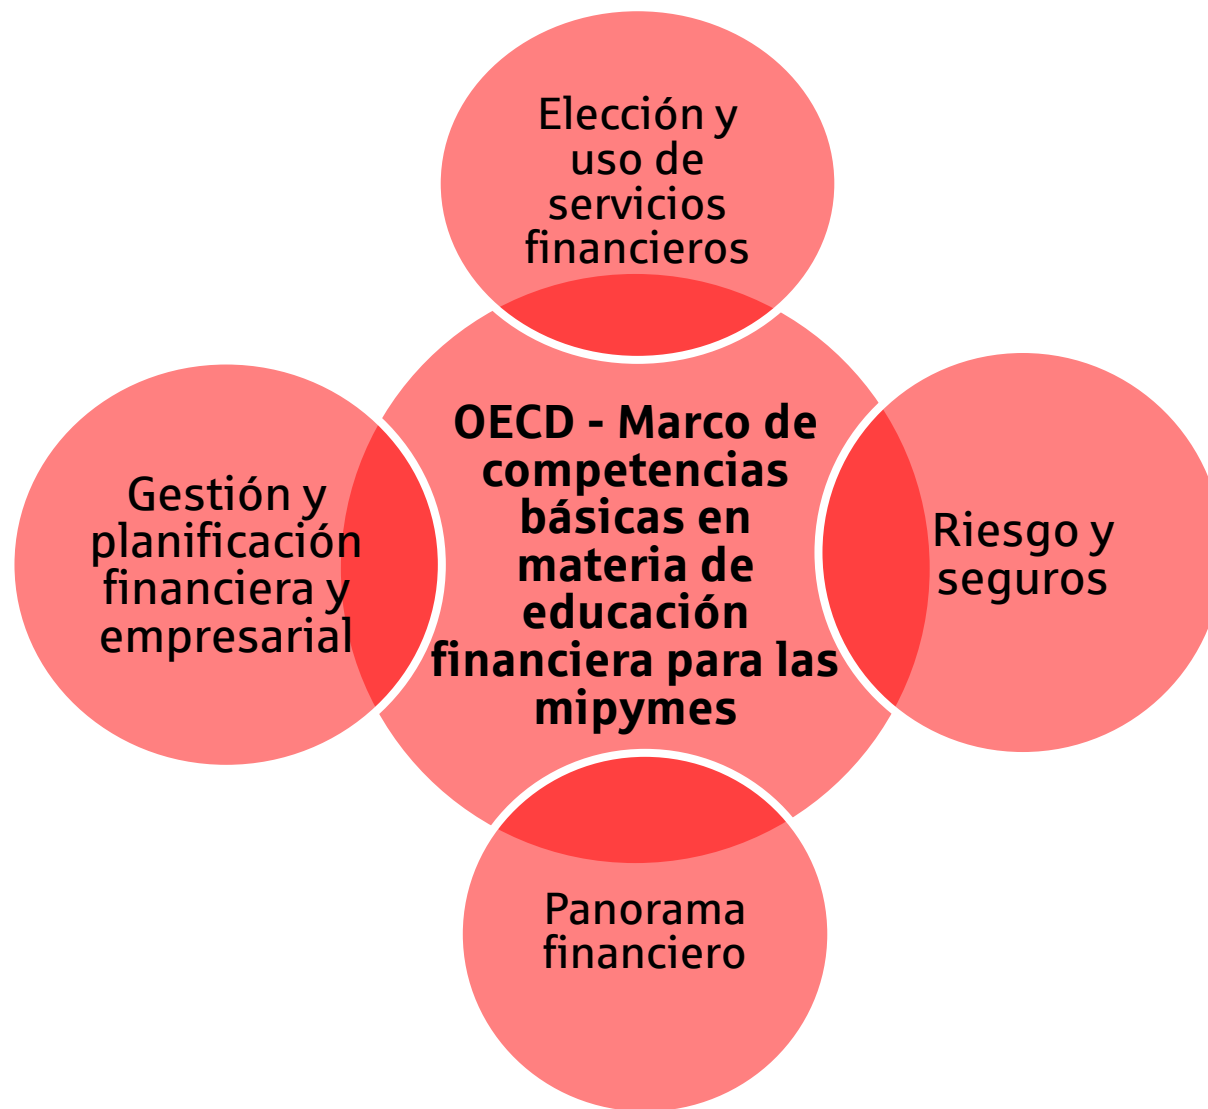 Elección y
uso de
servicios
financieros
OECD - Marco de
competencias
básicas en
materia de
educación
financiera para las
mipymes
Gestión y
planificación
financiera y
empresarial
Riesgo y
seguros
Panorama
financiero